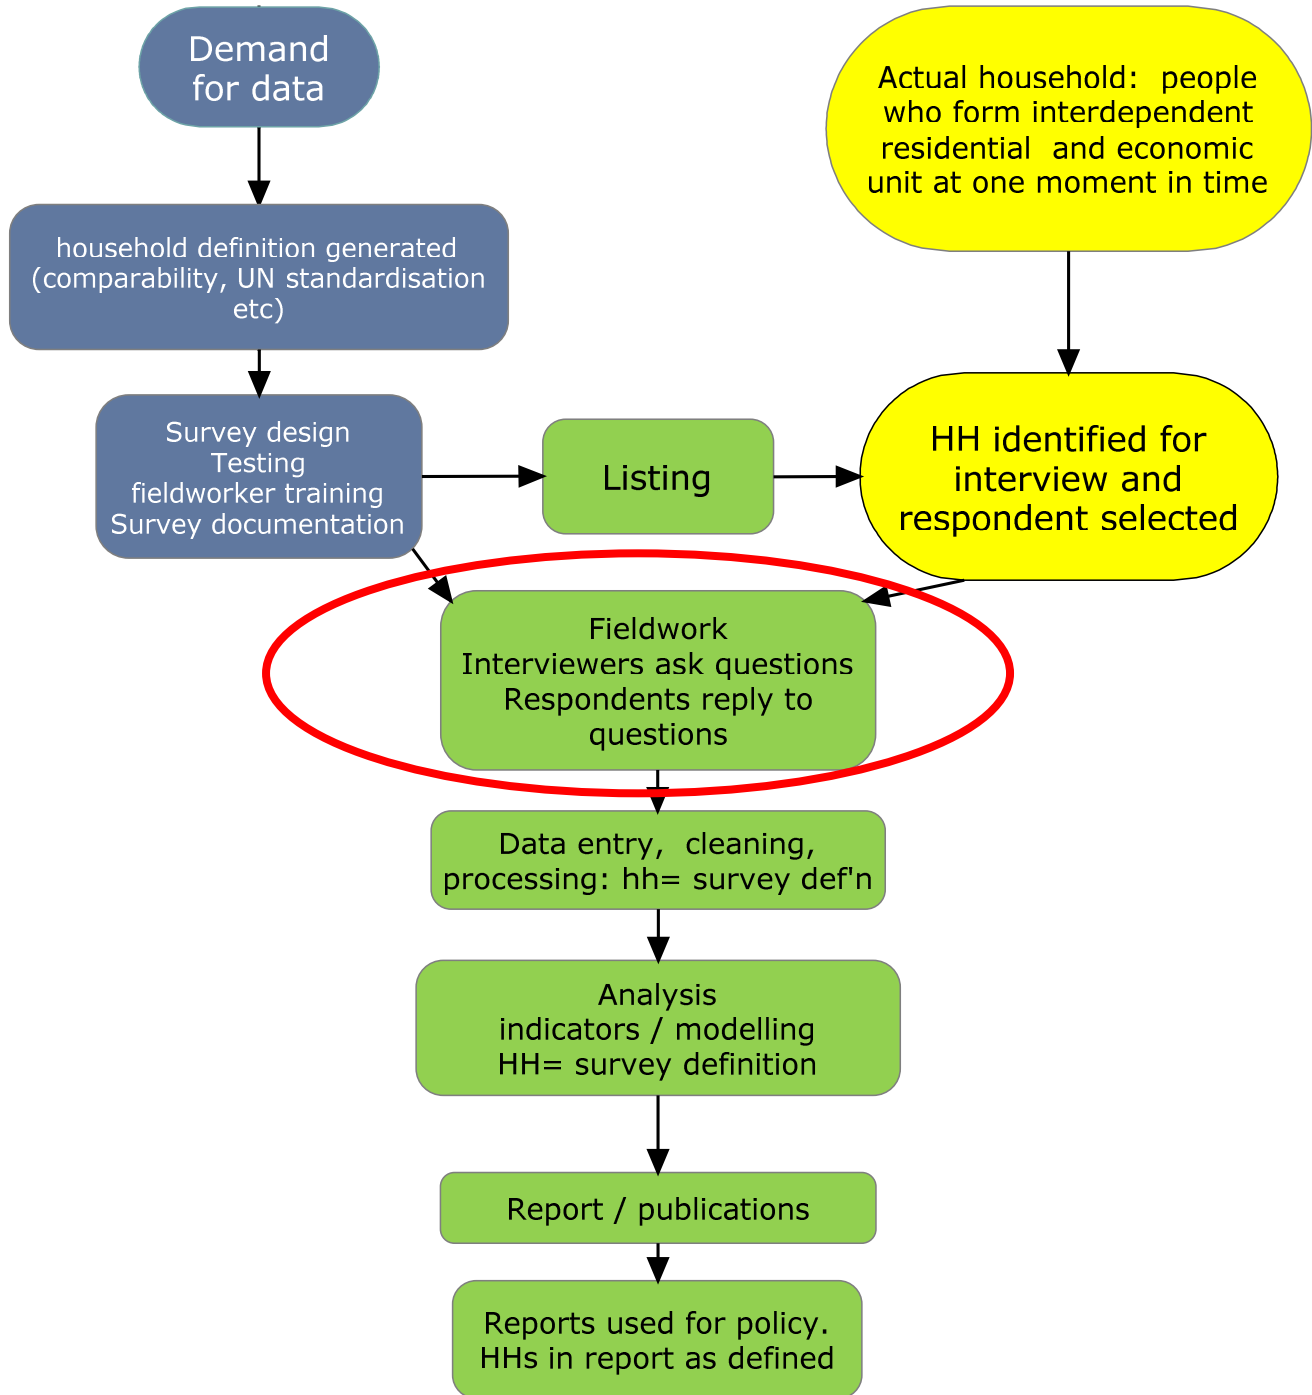 Demand
for data
Actual household: people
who form interdependent
residential and economic
unit at one moment in time
household definition generated
(comparability, UN standardisation
etc)
Survey design
Testing
fieldworker training
Survey documentation
Listing
HH identified for
interview and
respondent selected
Fieldwork
Interviewers ask questions
Respondents reply to
questions
Data entry, cleaning,
processing: hh= survey def'n
Analysis
indicators / modelling
HH= survey definition
Report / publications
Reports used for policy.
HHs in report as defined